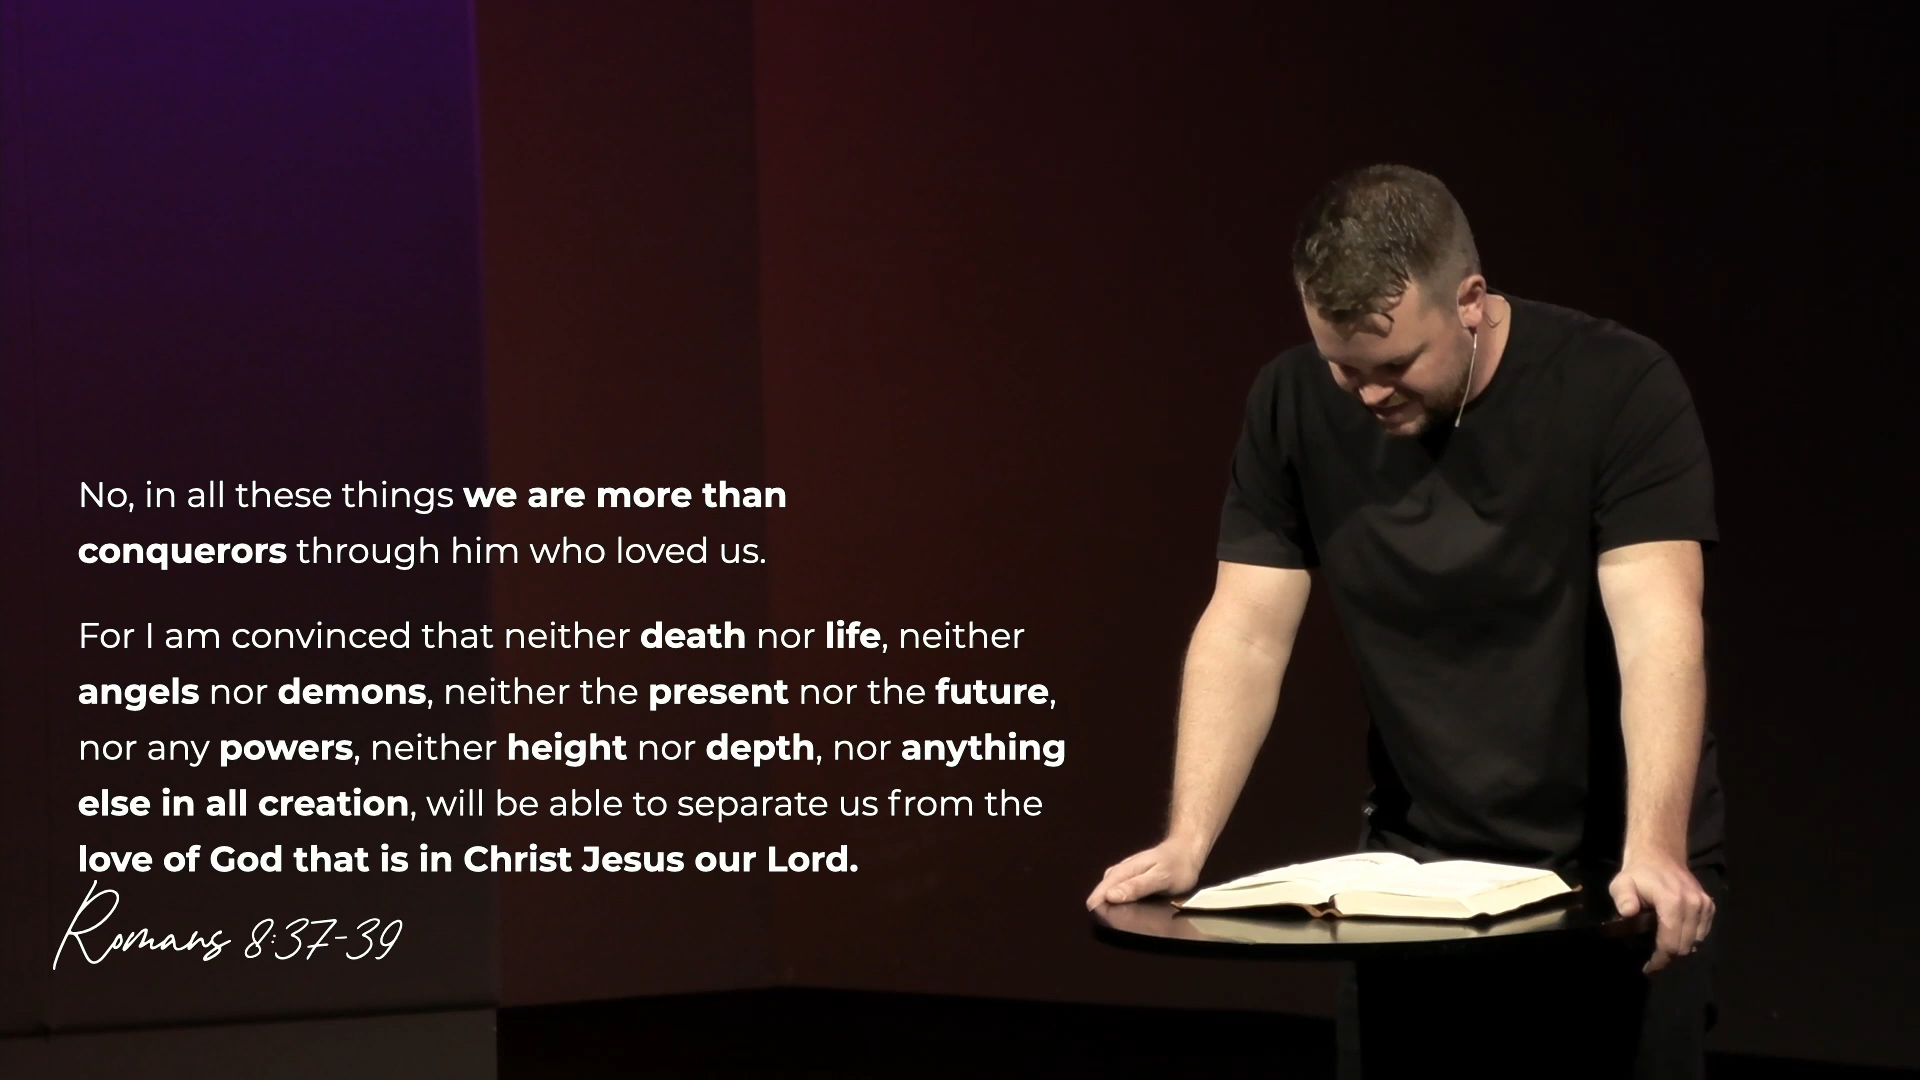 No, in all these things we are more than
conquerors through him who loved us.
For I am convinced that neither death nor life, neither
angels nor demons, neither the present nor the future,
nor any powers, neither height nor depth, nor anything
else in all creation, will be able to separate us from the
love of God that is in Christ Jesus our Lord.
Romans 8:37-39